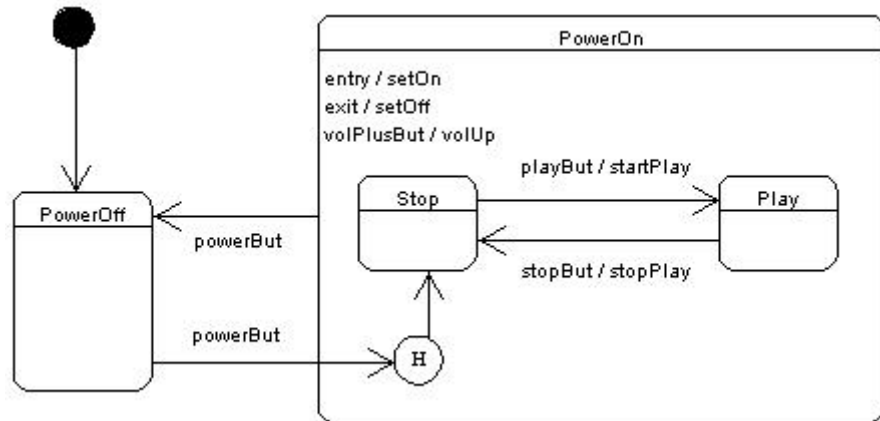 PowerOn
entry / setOn
exit / setOff
volPlusBut / volUp
playBut / startPlay
Stop
Play
PowerOff
powerBut
stopBut / stopPlay
powerBut
H